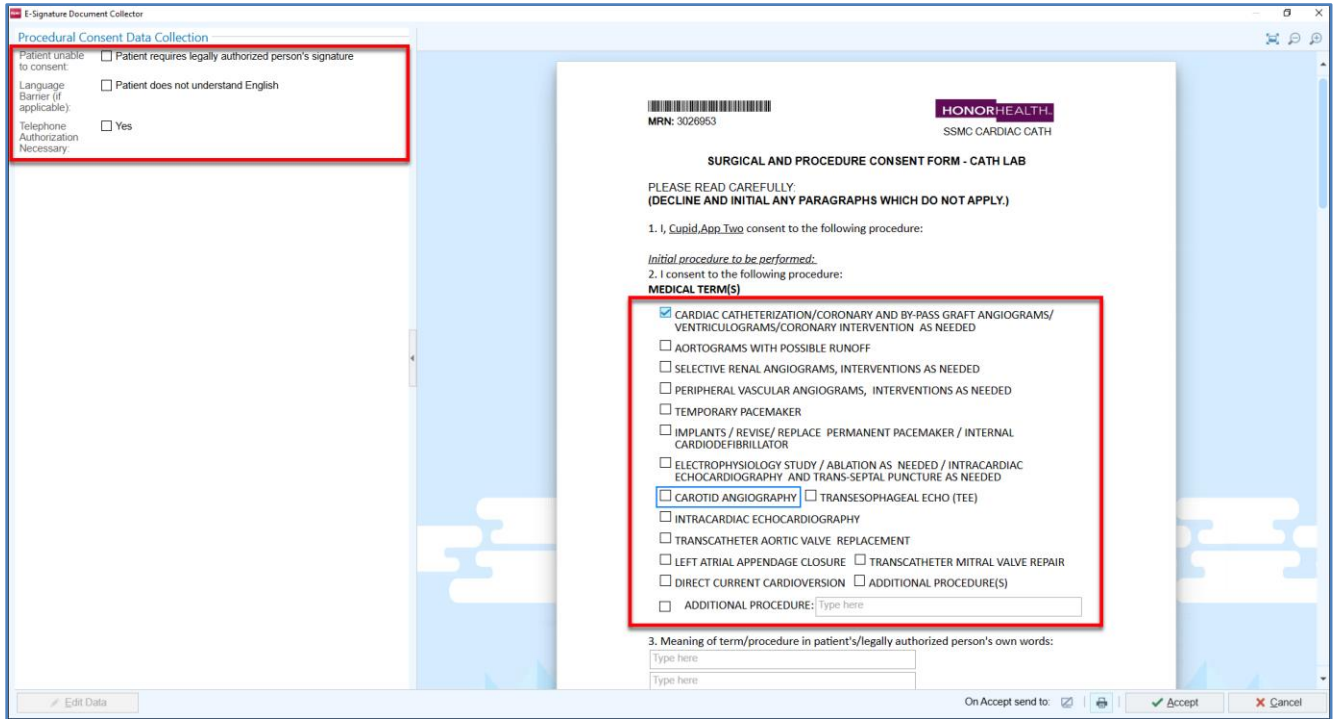 E-Signature Document Collector
Procedural Consent Data Collection
Patient unable to consent:
Patient requires legally authorized person's signature
Language Barrier (if applicable):
Patient does not understand English
Telephone Authorization Necessary:
Yes
MRN: 3026953
HONORHEALTH.
SSMC CARDIAC CATH
SURGICAL AND PROCEDURE CONSENT FORM - CATH LAB
PLEASE READ CAREFULLY:
(DECLINE AND INITIAL ANY PARAGRAPHS WHICH DO NOT APPLY.)
1. I, Cupid,App Two consent to the following procedure:
Initial procedure to be performed:
2. I consent to the following procedure:
MEDICAL TERM(S)
CARDIAC CATHETERIZATION/CORONARY AND BY-PASS GRAFT ANGIOGRAMS/
VENTRICULOGRAMS/CORONARY INTERVENTION AS NEEDED
AORTOGRAMS WITH POSSIBLE RUNOFF
SELECTIVE RENAL ANGIOGRAMS, INTERVENTIONS AS NEEDED
PERIPHERAL VASCULAR ANGIOGRAMS, INTERVENTIONS AS NEEDED
TEMPORARY PACEMAKER
IMPLANTS / REVISE/ REPLACE PERMANENT PACEMAKER / INTERNAL
CARDIODEFIBRILLATOR
ELECTROPHYSIOLOGY STUDY / ABLATION AS NEEDED / INTRACARDIAC
ECHOCARDIOGRAPHY AND TRANS-SEPTAL PUNCTURE AS NEEDED
CAROTID ANGIOGRAPHY TRANSESOPHAGEAL ECHO (TEE)
INTRACARDIAC ECHOCARDIOGRAPHY
TRANSCATHETER AORTIC VALVE REPLACEMENT
LEFT ATRIAL APPENDAGE CLOSURE TRANSCATHETER MITRAL VALVE REPAIR
DIRECT CURRENT CARDIOVERSION ADDITIONAL PROCEDURE(S)
ADDITIONAL PROCEDURE: Type here
3. Meaning of term/procedure in patient's/legally authorized person's own words:
Type here
Type here
Edit Data
On Accept send to:
Accept
Cancel